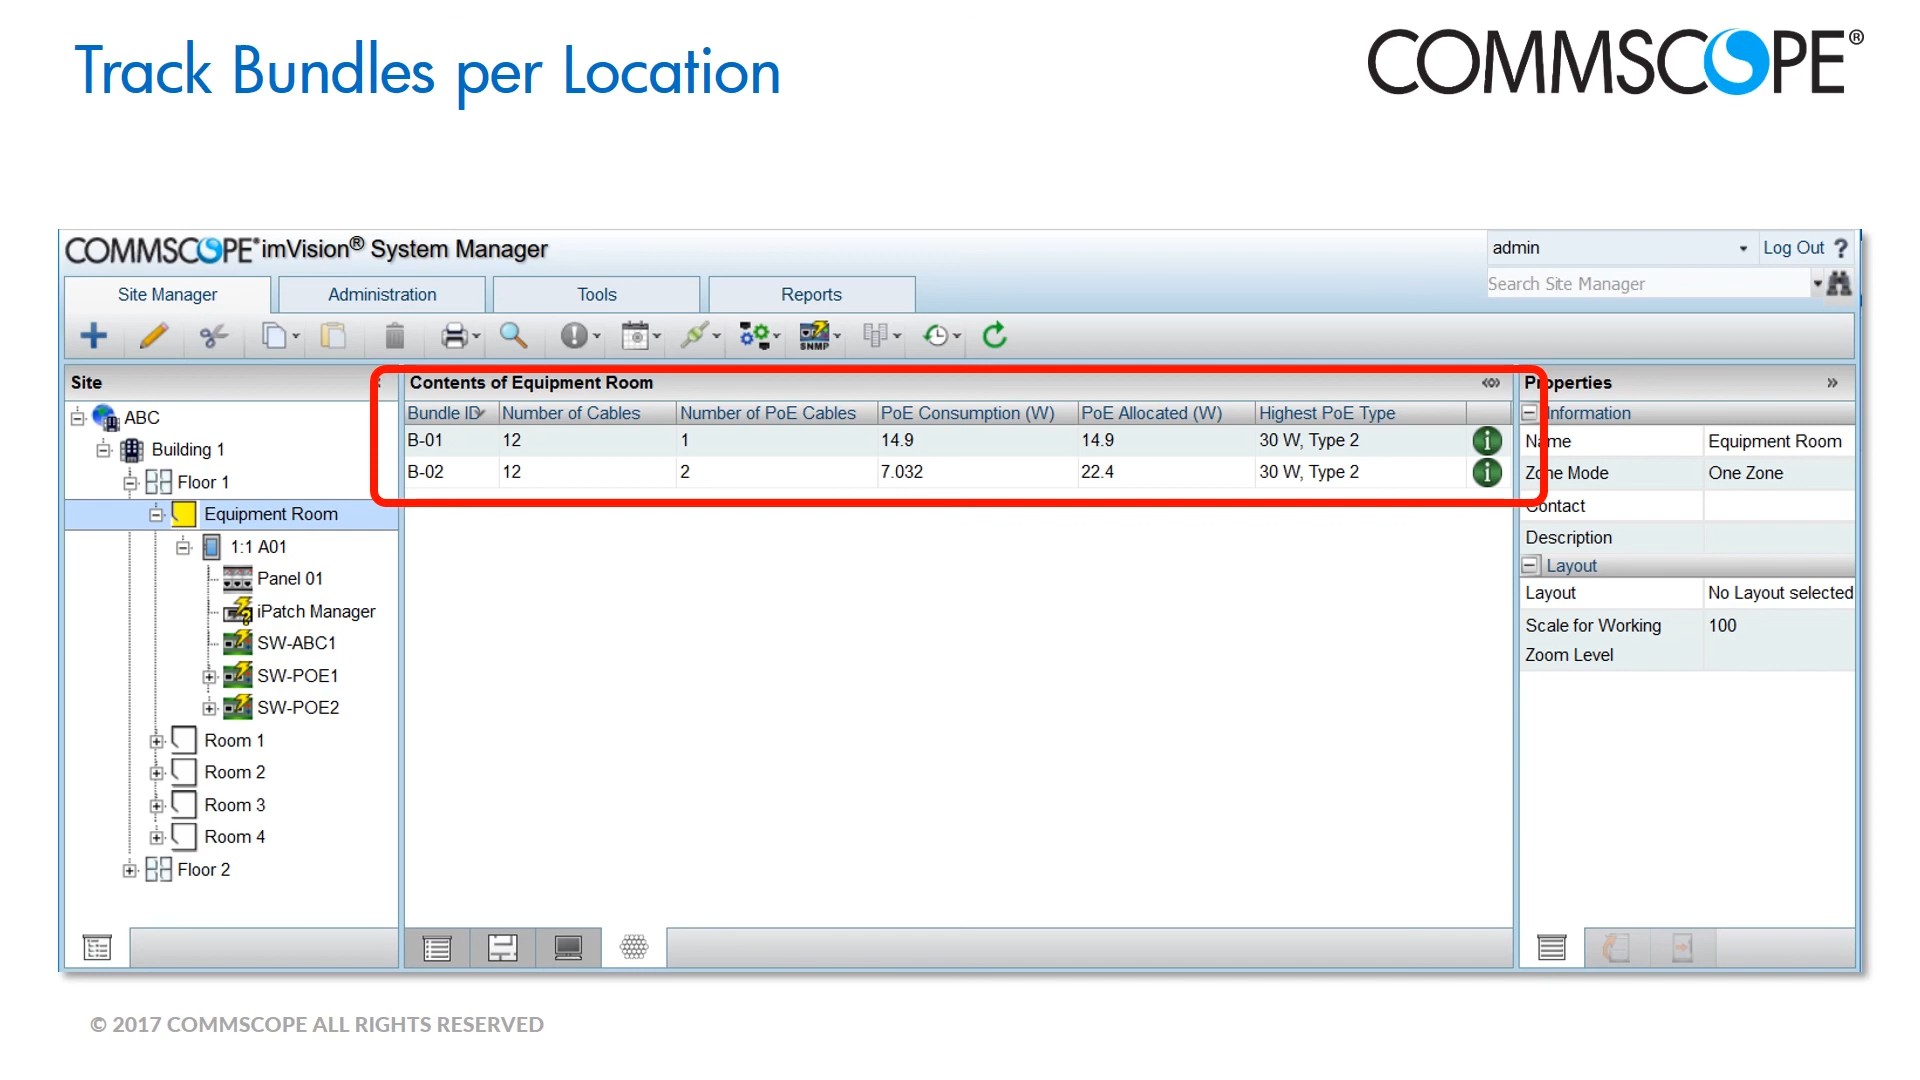 Track Bundles per Location
COMMSCOPE®
COMMSCOPE® imVision® System Manager
admin
Log Out ?
Site Manager
Administration
Tools
Reports
Search Site Manager
SNMP
Site
Contents of Equipment Room
Properties
Bundle ID Number of Cables Number of PoE Cables PoE Consumption (W) PoE Allocated (W) Highest PoE Type
B-01 12 1 14.9 14.9 30 W, Type 2
B-02 12 2 7.032 22.4 30 W, Type 2
ABC
Building 1
Floor 1
Equipment Room
1:1 A01
Panel 01
iPatch Manager
SW-ABC1
SW-POE1
SW-POE2
Room 1
Room 2
Room 3
Room 4
Floor 2
Information
Name Equipment Room
Zone Mode One Zone
Contact
Description
Layout
Layout No Layout selected
Scale for Working 100
Zoom Level
© 2017 COMMSCOPE ALL RIGHTS RESERVED